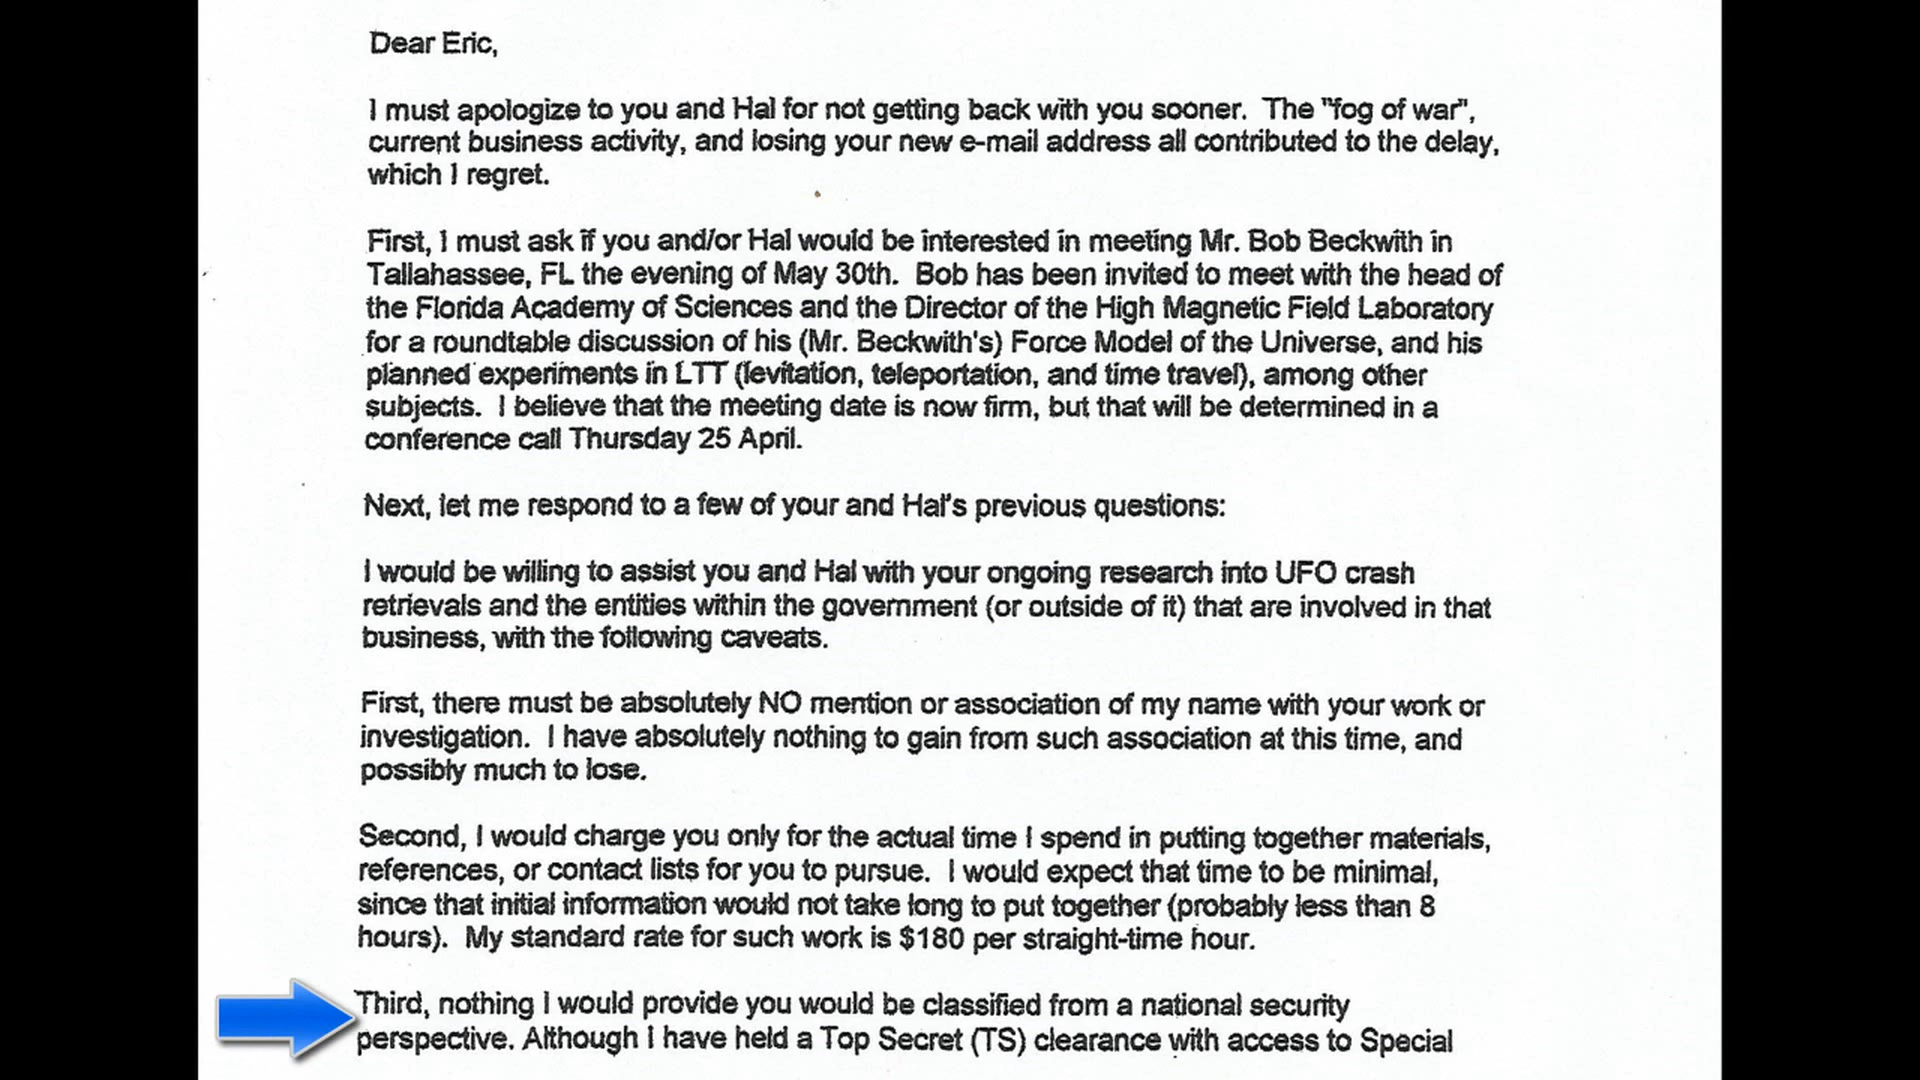 Dear Eric,
I must apologize to you and Hal for not getting back with you sooner. The "fog of war",
current business activity, and losing your new e-mail address all contributed to the delay,
which I regret.
First, I must ask if you and/or Hal would be interested in meeting Mr. Bob Beckwith in
Tallahassee, FL the evening of May 30th. Bob has been invited to meet with the head of
the Florida Academy of Sciences and the Director of the High Magnetic Field Laboratory
for a roundtable discussion of his (Mr. Beckwith's) Force Model of the Universe, and his
planned experiments in LTT (levitation, teleportation, and time travel), among other
subjects. I believe that the meeting date is now firm, but that will be determined in a
conference call Thursday 25 April.
Next, let me respond to a few of your and Hal's previous questions:
I would be willing to assist you and Hal with your ongoing research into UFO crash
retrievals and the entities within the government (or outside of it) that are involved in that
business, with the following caveats.
First, there must be absolutely NO mention or association of my name with your work or
investigation. I have absolutely nothing to gain from such association at this time, and
possibly much to lose.
Second, I would charge you only for the actual time I spend in putting together materials,
references, or contact lists for you to pursue. I would expect that time to be minimal,
since that initial information would not take long to put together (probably less than 8
hours). My standard rate for such work is $180 per straight-time hour.
Third, nothing I would provide you would be classified from a national security
perspective. Although I have held a Top Secret (TS) clearance with access to Special